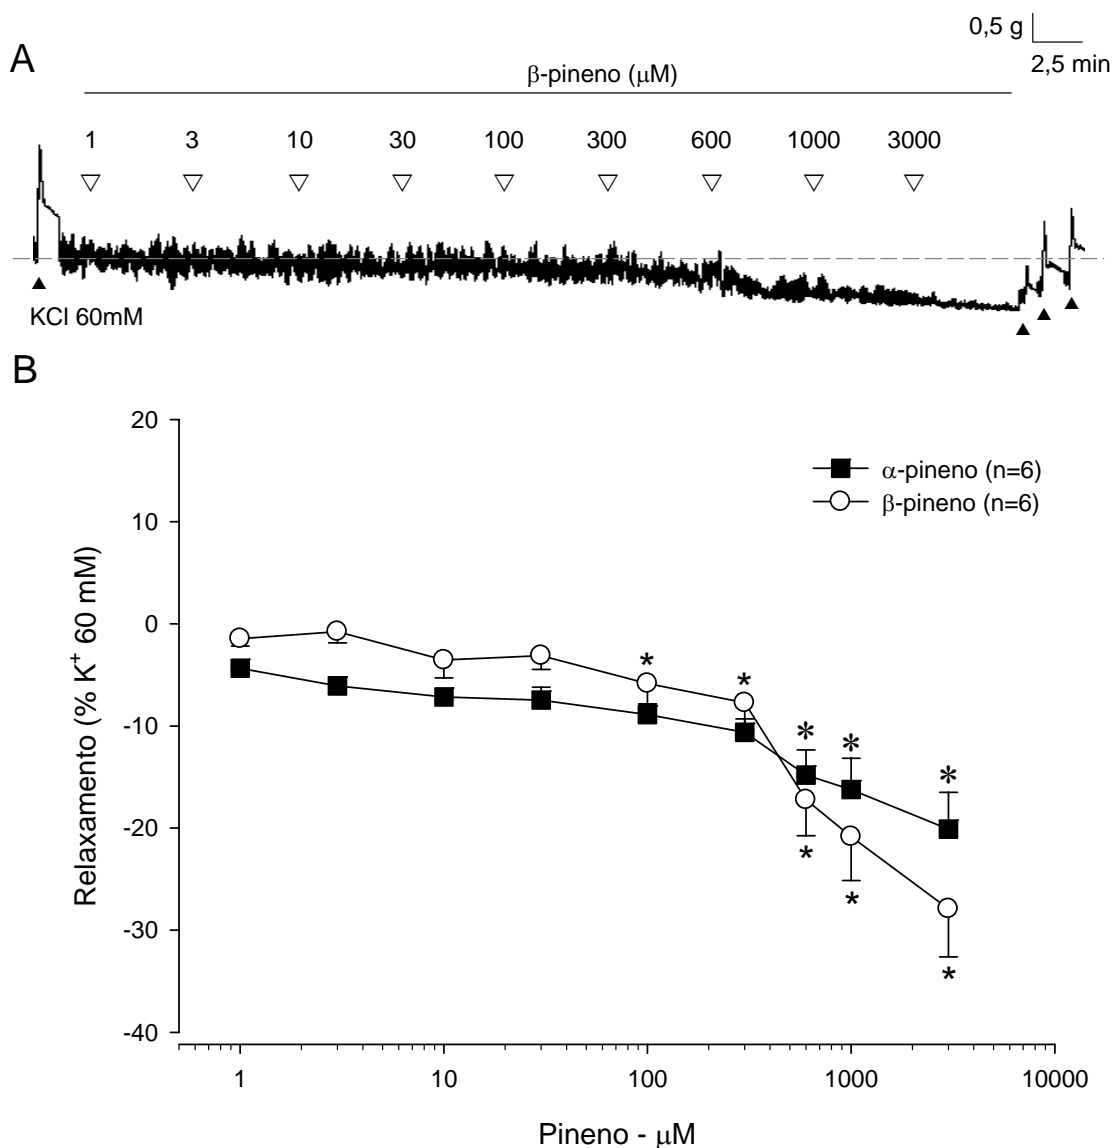 0,5 g
2,5 min
A
β-pineno (μM)
1 3 10 30 100 300 600 1000 3000
KCl 60mM
B
20
10
0
-10
-20
-30
-40
Relaxamento (% K⁺ 60 mM)
α-pineno (n=6)
β-pineno (n=6)
* * * * *
* * *
1 10 100 1000 10000
Pineno - μM